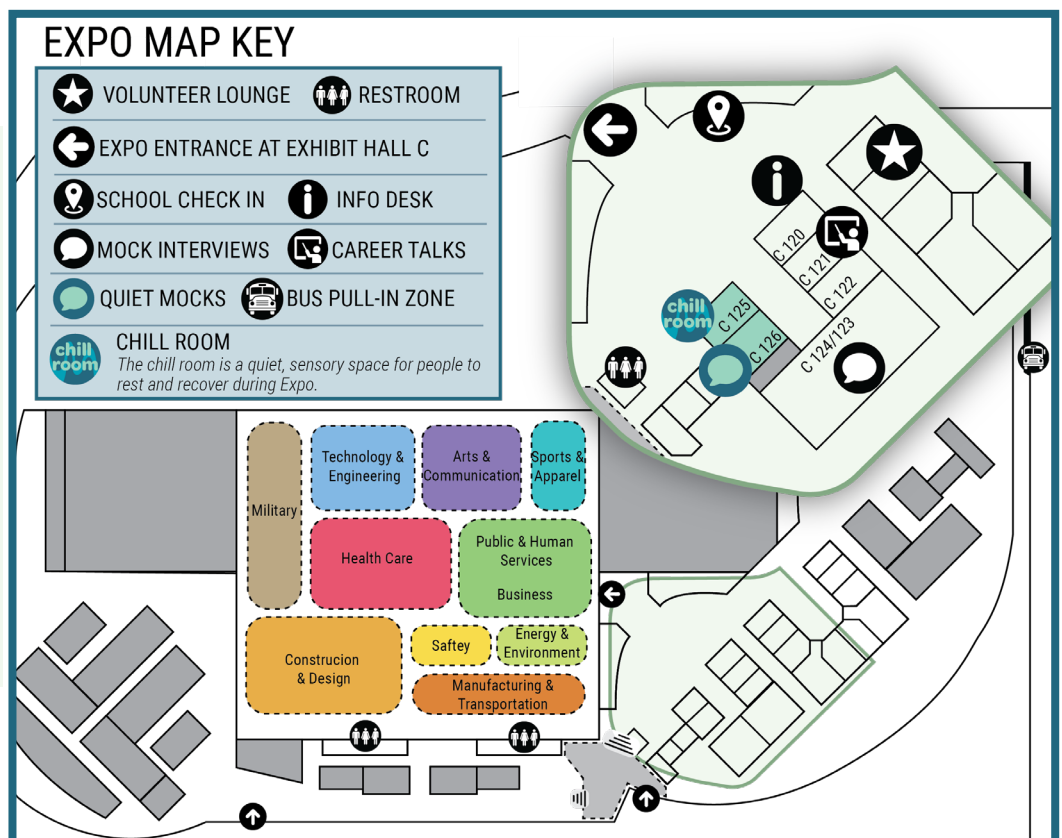 EXPO MAP KEY
VOLUNTEER LOUNGE
RESTROOM
EXPO ENTRANCE AT EXHIBIT HALL C
SCHOOL CHECK IN
INFO DESK
MOCK INTERVIEWS
CAREER TALKS
QUIET MOCKS
BUS PULL-IN ZONE
chill
room
CHILL ROOM
The chill room is a quiet, sensory space for people to
rest and recover during Expo.
C 120
C 121
C 122
chill
room
C 125
C 126
C 124/123
Military
Technology &
Engineering
Arts &
Communication
Sports &
Apparel
Health Care
Public & Human
Services
Business
Construcion
& Design
Saftey
Energy &
Environment
Manufacturing &
Transportation